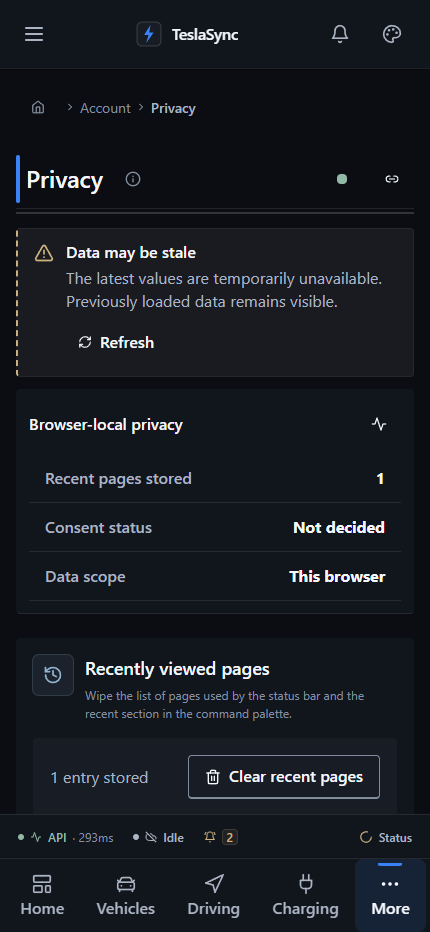 TeslaSync
Account
Privacy
Privacy
Data may be stale
The latest values are temporarily unavailable.
Previously loaded data remains visible.
Refresh
Browser-local privacy
Recent pages stored 1
Consent status Not decided
Data scope This browser
Recently viewed pages
Wipe the list of pages used by the status bar and the
recent section in the command palette.
1 entry stored
Clear recent pages
API · 293ms Idle 2 Status
Home Vehicles Driving Charging More